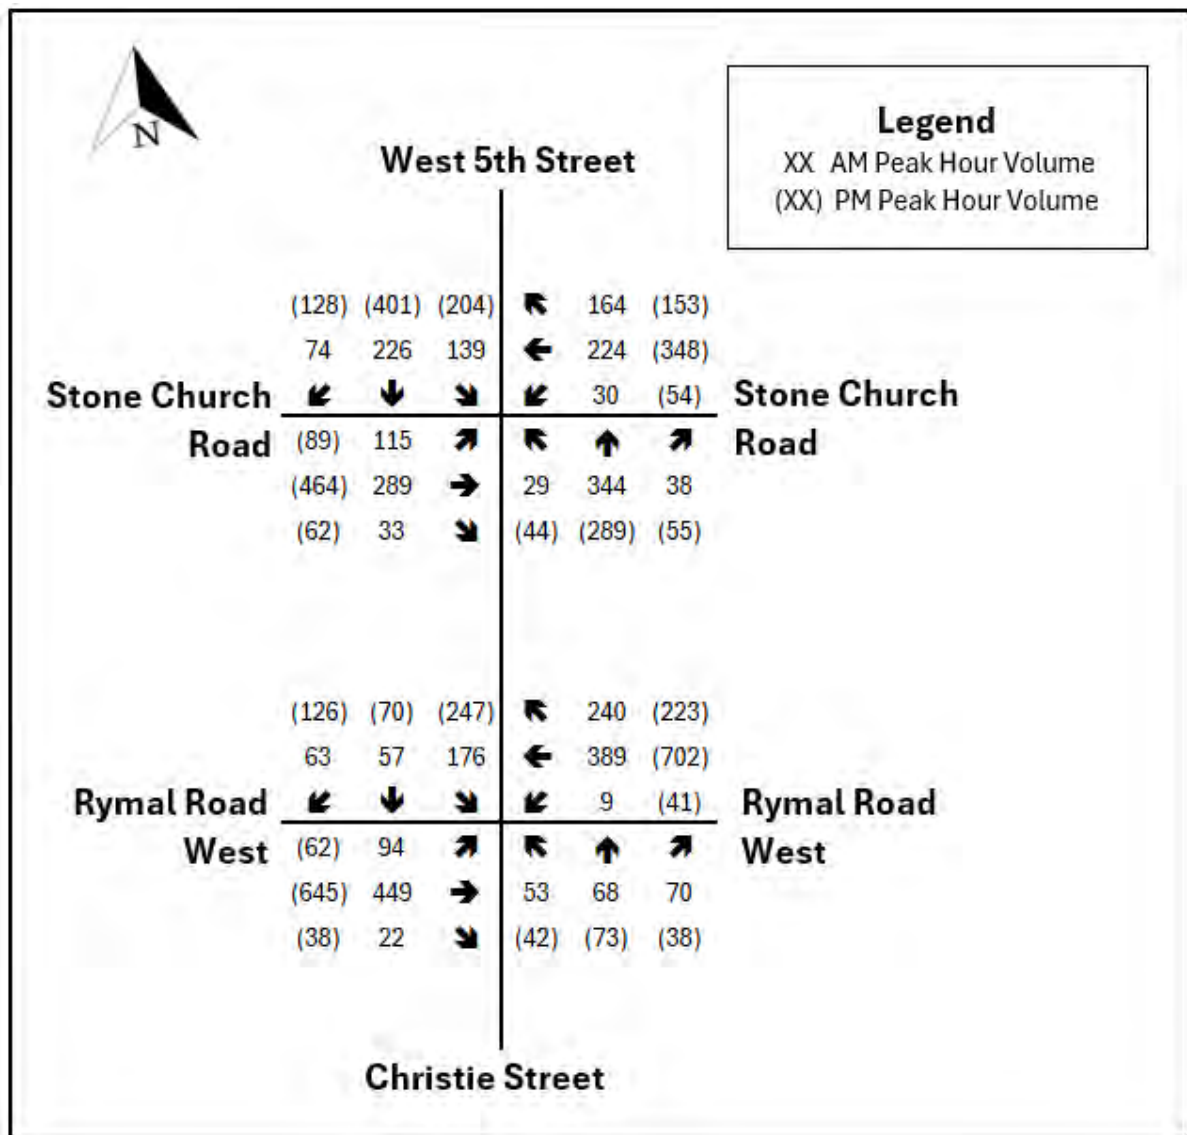 N
Legend
XX AM Peak Hour Volume
(XX) PM Peak Hour Volume
West 5th Street
(128) (401) (204) 164 (153)
74 226 139 224 (348)
Stone Church 30 (54) Stone Church
Road (89) 115 Road
(464) 289 29 344 38
(62) 33 (44) (289) (55)
(126) (70) (247) 240 (223)
63 57 176 389 (702)
Rymal Road 9 (41) Rymal Road
West (62) 94 West
(645) 449 53 68 70
(38) 22 (42) (73) (38)
Christie Street